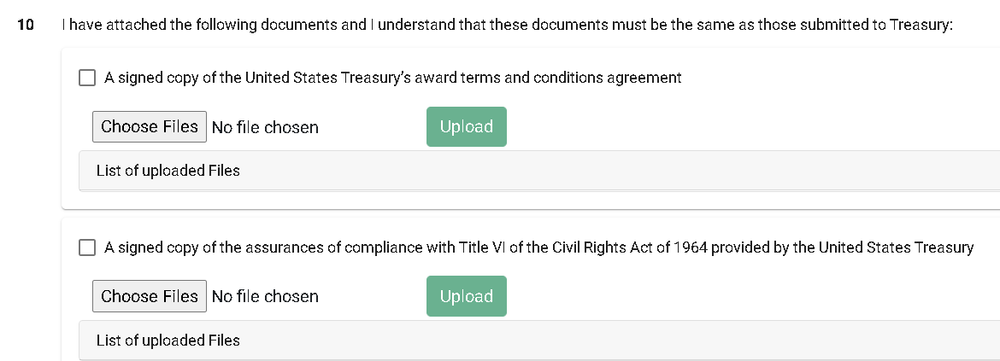 10 I have attached the following documents and I understand that these documents must be the same as those submitted to Treasury:
A signed copy of the United States Treasury's award terms and conditions agreement
Choose Files No file chosen Upload
List of uploaded Files
A signed copy of the assurances of compliance with Title VI of the Civil Rights Act of 1964 provided by the United States Treasury
Choose Files No file chosen Upload
List of uploaded Files